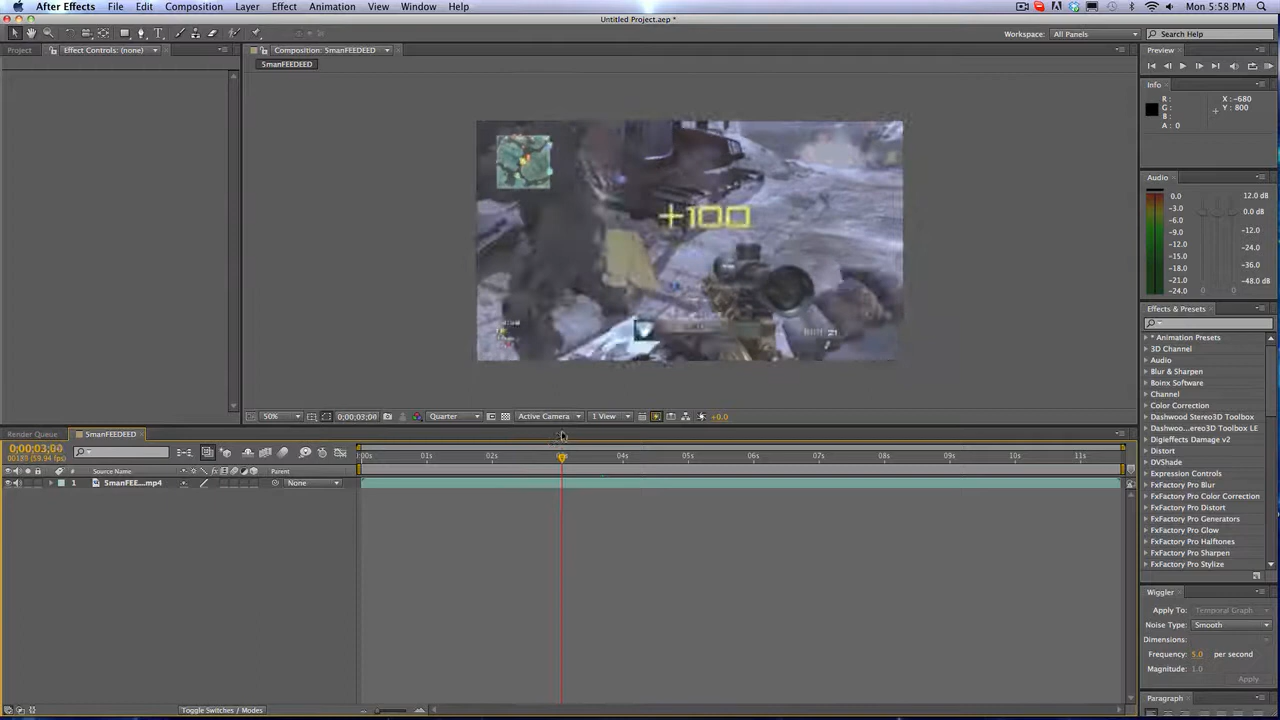 After Effects File Edit Composition Layer Effect Animation View Window Help Mon 5:58 PM
Untitled Project.aep *
Workspace: All Panels Search Help
Project Effect Controls: (none) Composition: 5manFEEDEED Preview
5manFEEDEED
Info
R: X: -680
G: Y: 800
B:
A: 0
+100
Audio
0.0 12.0 dB
-3.0 0.0 dB
-6.0
-9.0 -12.0 dB
-12.0
-15.0 -24.0 dB
-18.0 -36.0 dB
-21.0
-24.0 -48.0 dB
Effects & Presets
* Animation Presets
3D Channel
Audio
Blur & Sharpen
Boinx Software
Channel
Color Correction
Dashwood Stereo3D Toolbox
Dashwo...ereo3D Toolbox LE
Digieffects Damage v2
Distort
DVShade
Expression Controls
FxFactory Pro Blur
FxFactory Pro Color Correction
FxFactory Pro Distort
FxFactory Pro Generators
FxFactory Pro Glow
FxFactory Pro Halftones
FxFactory Pro Sharpen
FxFactory Pro Stylize
21
50% 0;00;03;00 Quarter Active Camera 1 View +0.0
Render Queue 5manFEEDEED
0;00;03;00
00180 (59.94 fps)
:00s 01s 02s 04s 05s 06s 07s 08s 09s 10s 11s
# Source Name Parent
1 5manFEE...mp4 None
Wiggler
Apply To: Temporal Graph
Noise Type: Smooth
Dimensions:
Frequency: 5.0 per second
Magnitude: 1.0
Apply
Paragraph
Toggle Switches / Modes